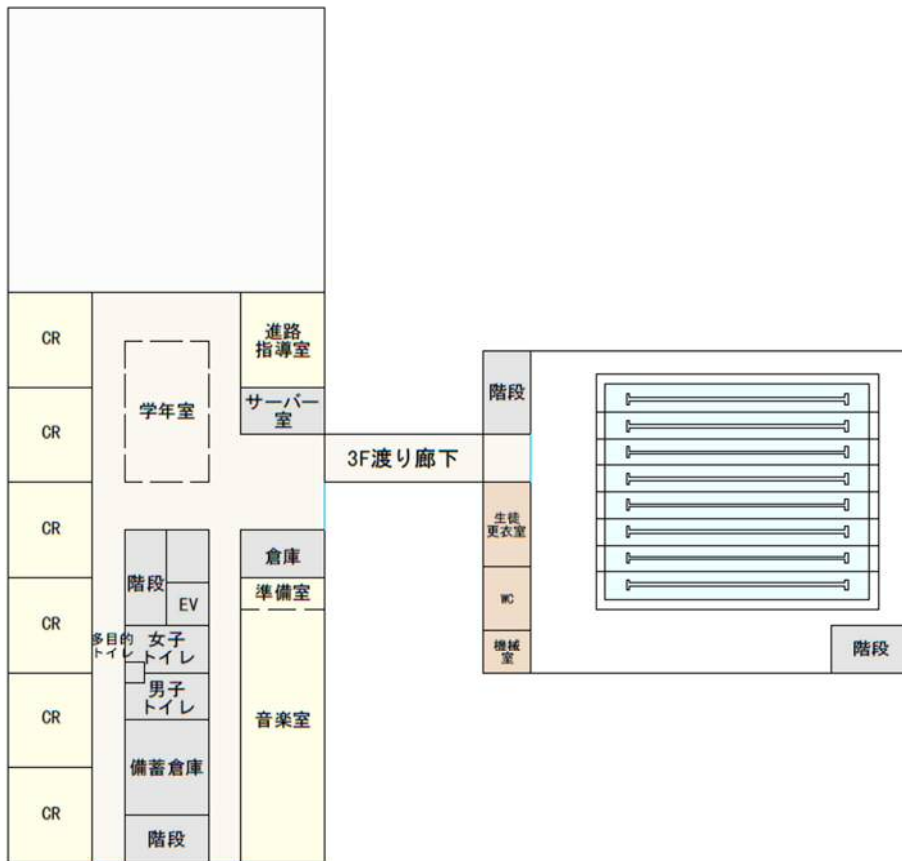 CR
CR
CR
CR
CR
CR
学年室
進路
指導室
サーバー
室
3F渡り廊下
階段
EV
多目的
トイレ
女子
トイレ
男子
トイレ
備蓄倉庫
階段
倉庫
準備室
音楽室
階段
生徒
更衣室
WC
機械
室
階段